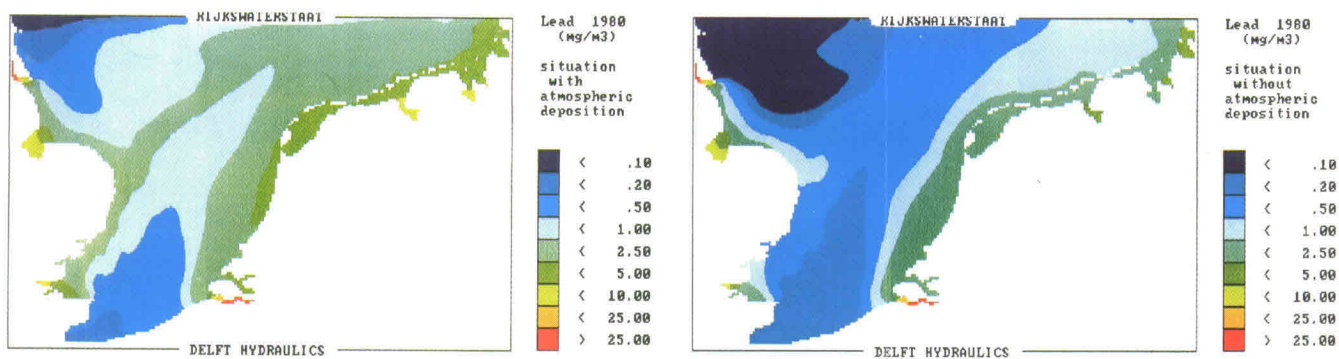 RIJKSWATERSTAAT
Lead 1980
(mg/m3)
situation
with
atmospheric
deposition
< .10
< .20
< .50
< 1.00
< 2.50
< 5.00
< 10.00
< 25.00
> 25.00
DELFT HYDRAULICS
RIJKSWATERSTAAT
Lead 1980
(mg/m3)
situation
without
atmospheric
deposition
< .10
< .20
< .50
< 1.00
< 2.50
< 5.00
< 10.00
< 25.00
> 25.00
DELFT HYDRAULICS